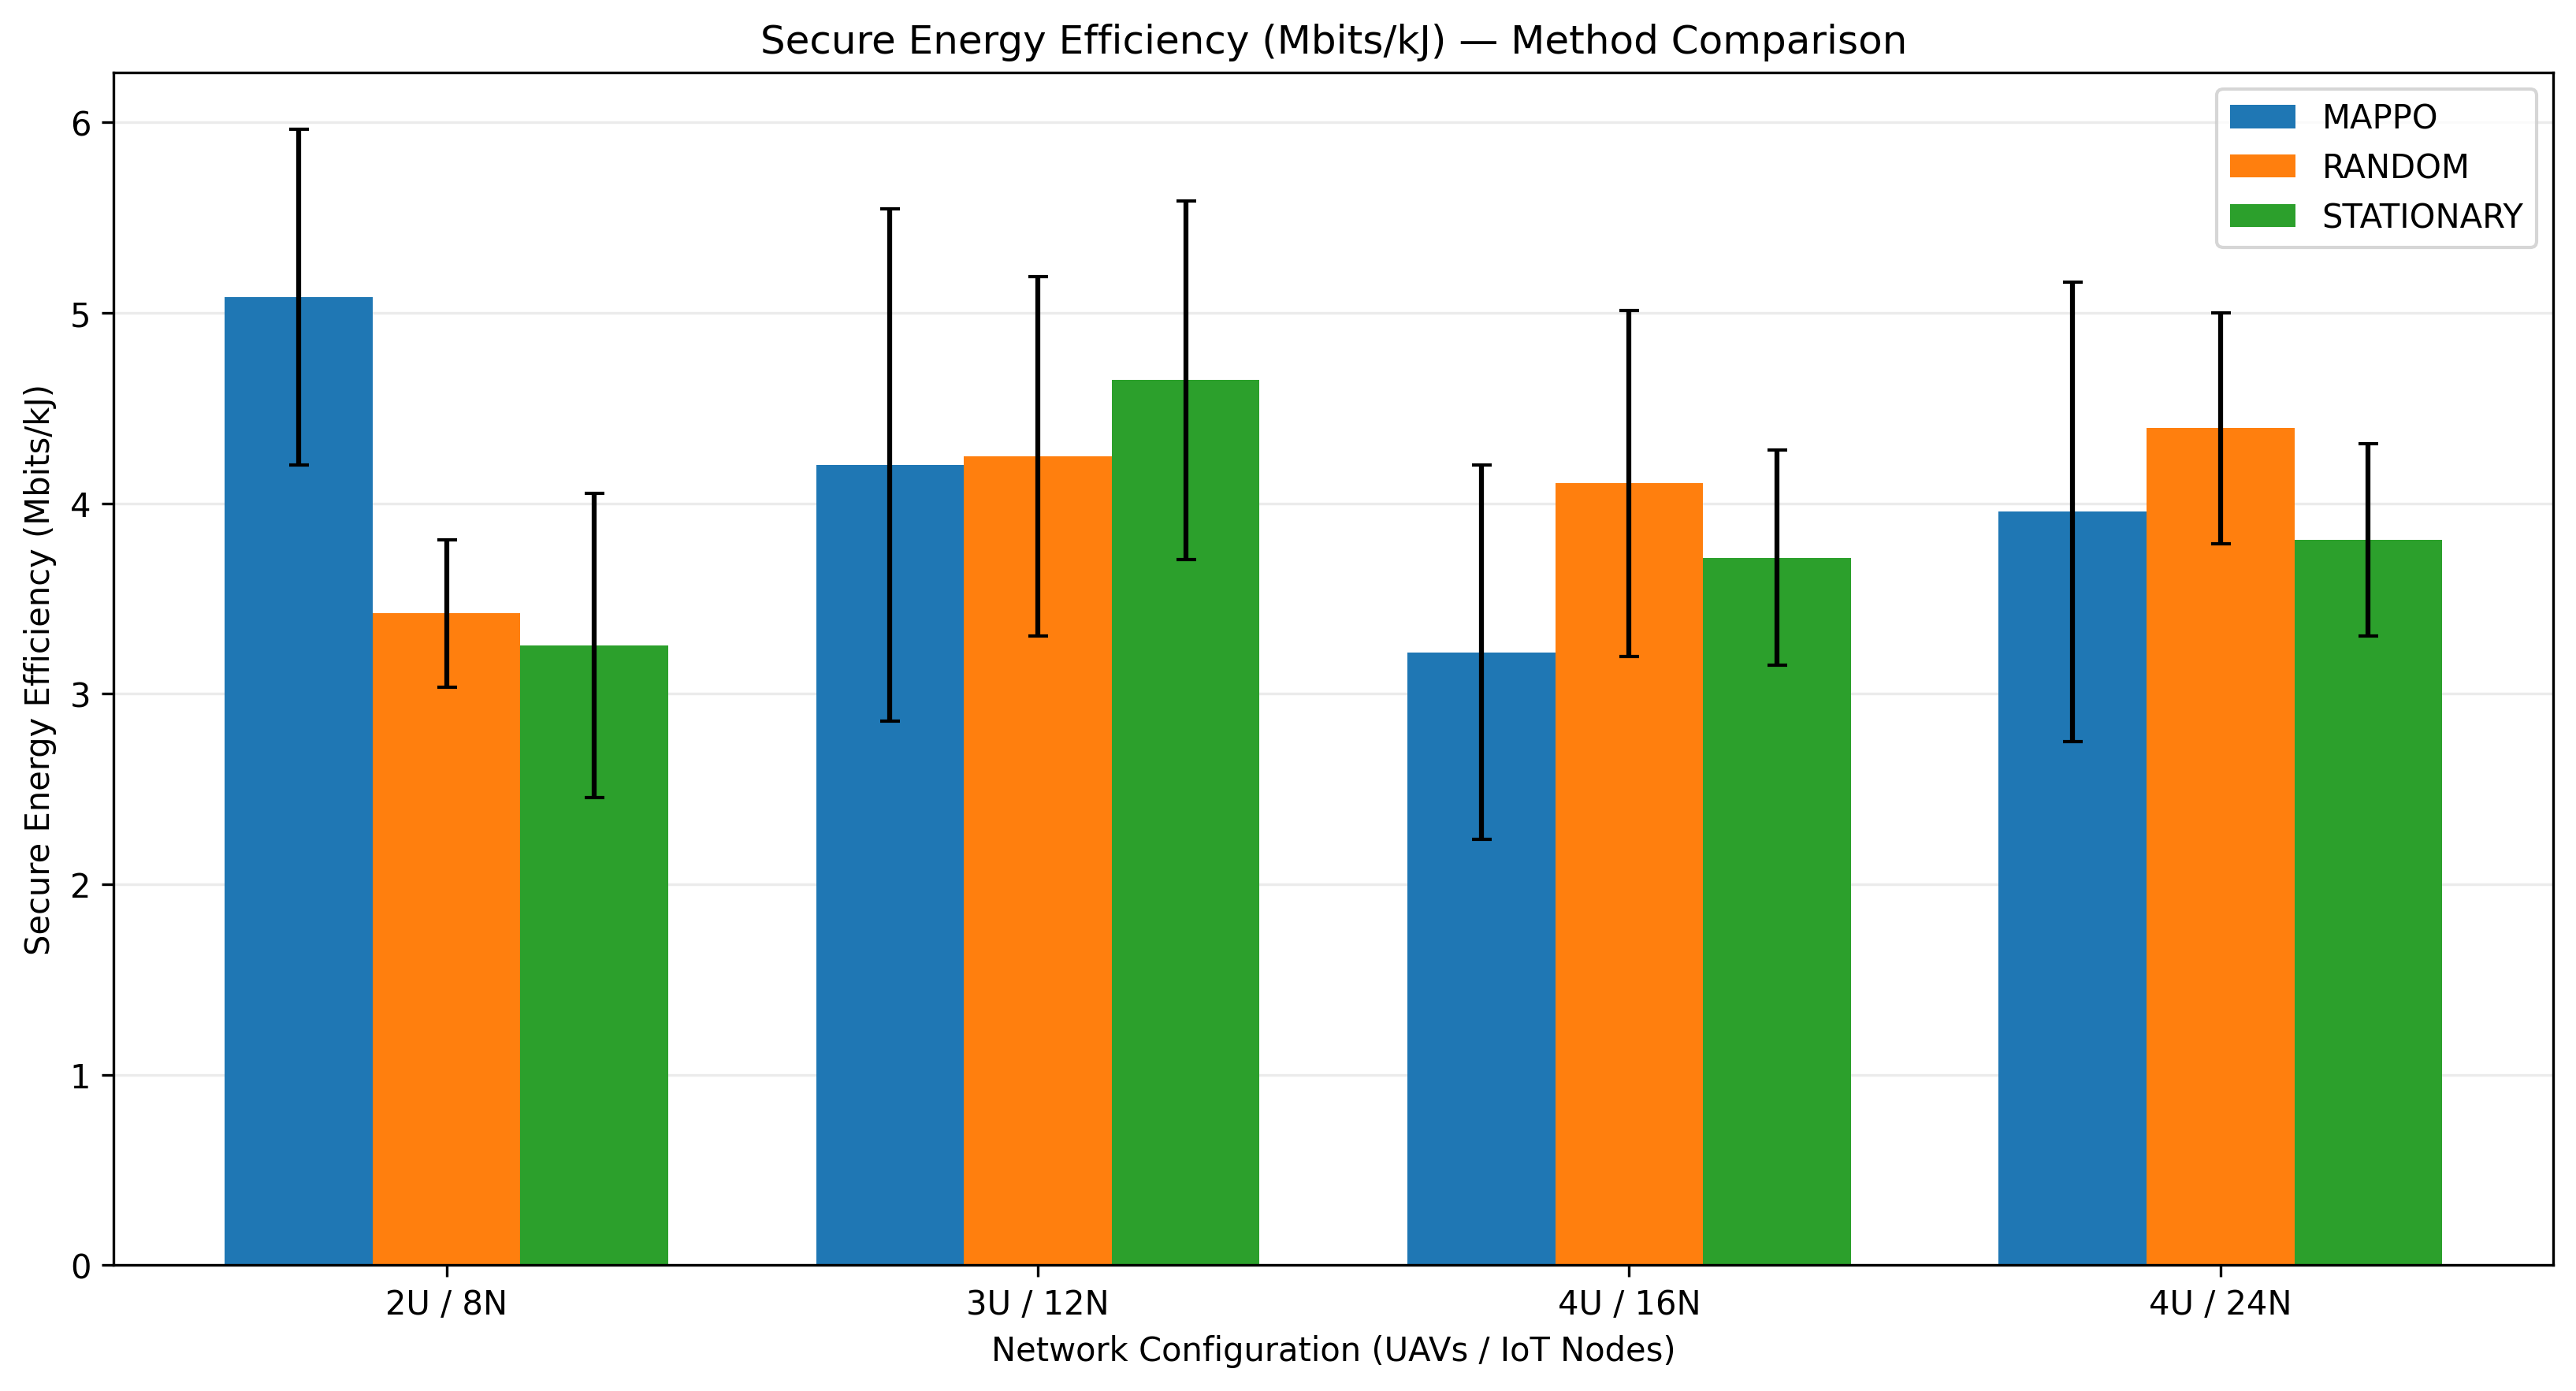 Secure Energy Efficiency (Mbits/kJ) — Method Comparison
MAPPO
RANDOM
STATIONARY
Secure Energy Efficiency (Mbits/kJ)
6
5
4
3
2
1
0
2U / 8N
3U / 12N
4U / 16N
4U / 24N
Network Configuration (UAVs / IoT Nodes)